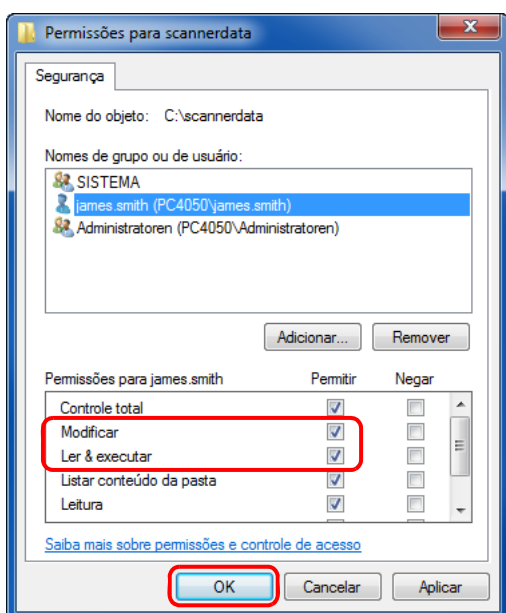 Permissões para scannerdata
Segurança
Nome do objeto: C:\scannerdata
Nomes de grupo ou de usuário:
SISTEMA
james.smith (PC4050\james.smith)
Administratoren (PC4050\Administratoren)
Adicionar... Remover
Permissões para james.smith Permitir Negar
Controle total
Modificar
Ler & executar
Listar conteúdo da pasta
Leitura
Saiba mais sobre permissões e controle de acesso
OK Cancelar Aplicar